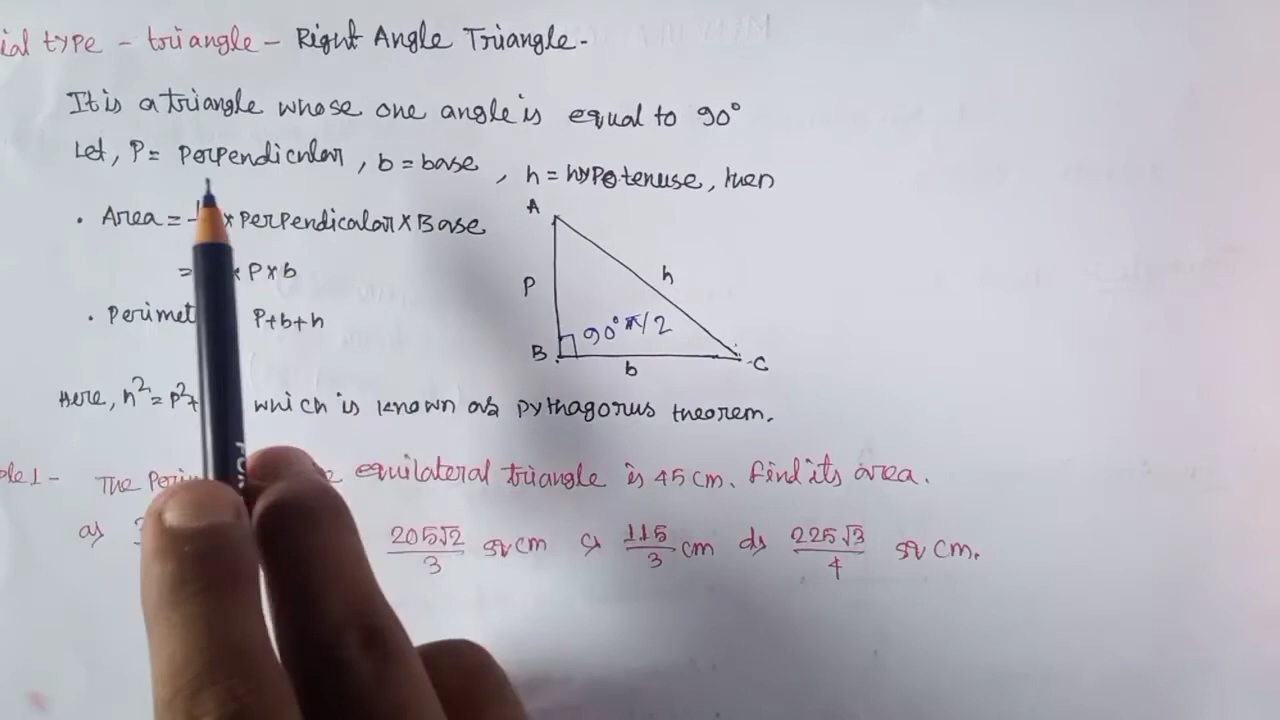 ial type - triangle - Right Angle Triangle -
It is a triangle whose one angle is equal to 90°
Let, P = Perpendicular, b = base, h = hypotenuse, then
• Area = × perpendicular × Base
= × P × b
• Perimet P+b+h
A
P
h
B
90° π/2
b
C
Here, h² = p² + which is known as pythagorus theorem.
ple 1 - The Perim equilateral triangle is 45 cm. Find its area.
a) 3 205√2/3 sq cm c) 115/3 cm d) 225√3/4 sq cm.